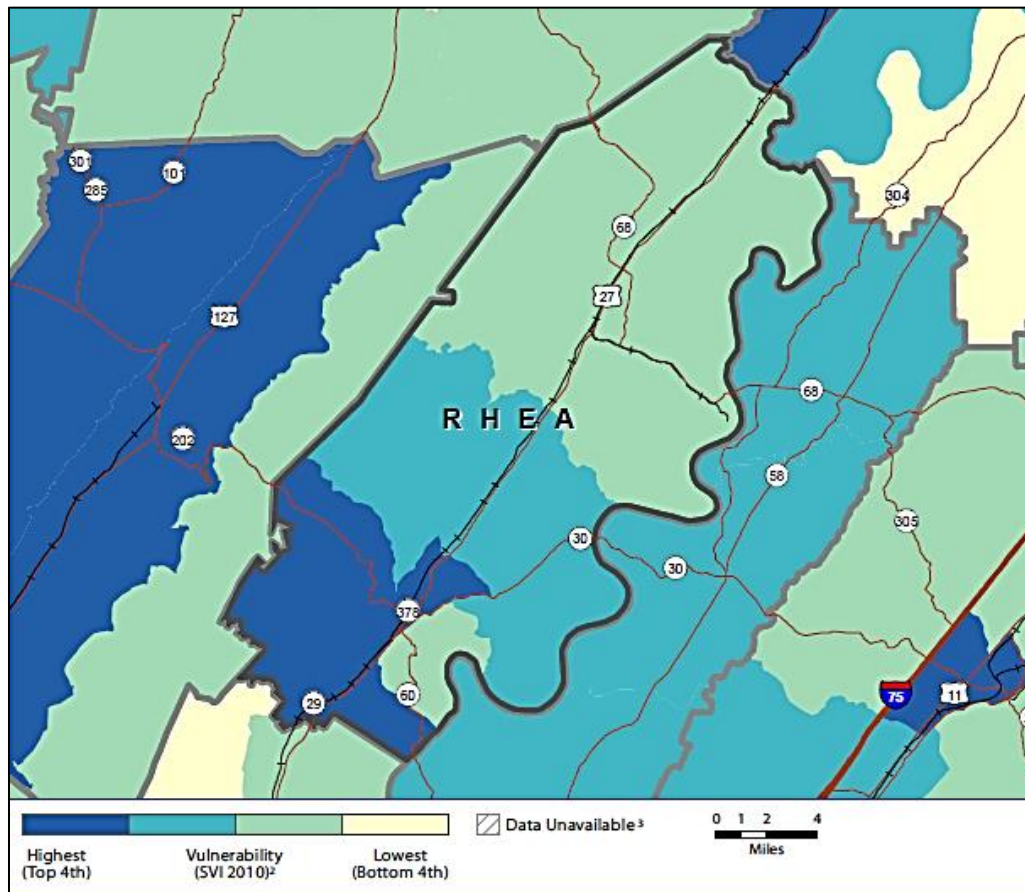 301
285
101
304
68
27
127
68
R H E A
202
58
305
30
30
378
60
29
75
11
Data Unavailable³
0 1 2 4
Miles
Highest
(Top 4th)
Vulnerability
(SVI 2010)²
Lowest
(Bottom 4th)